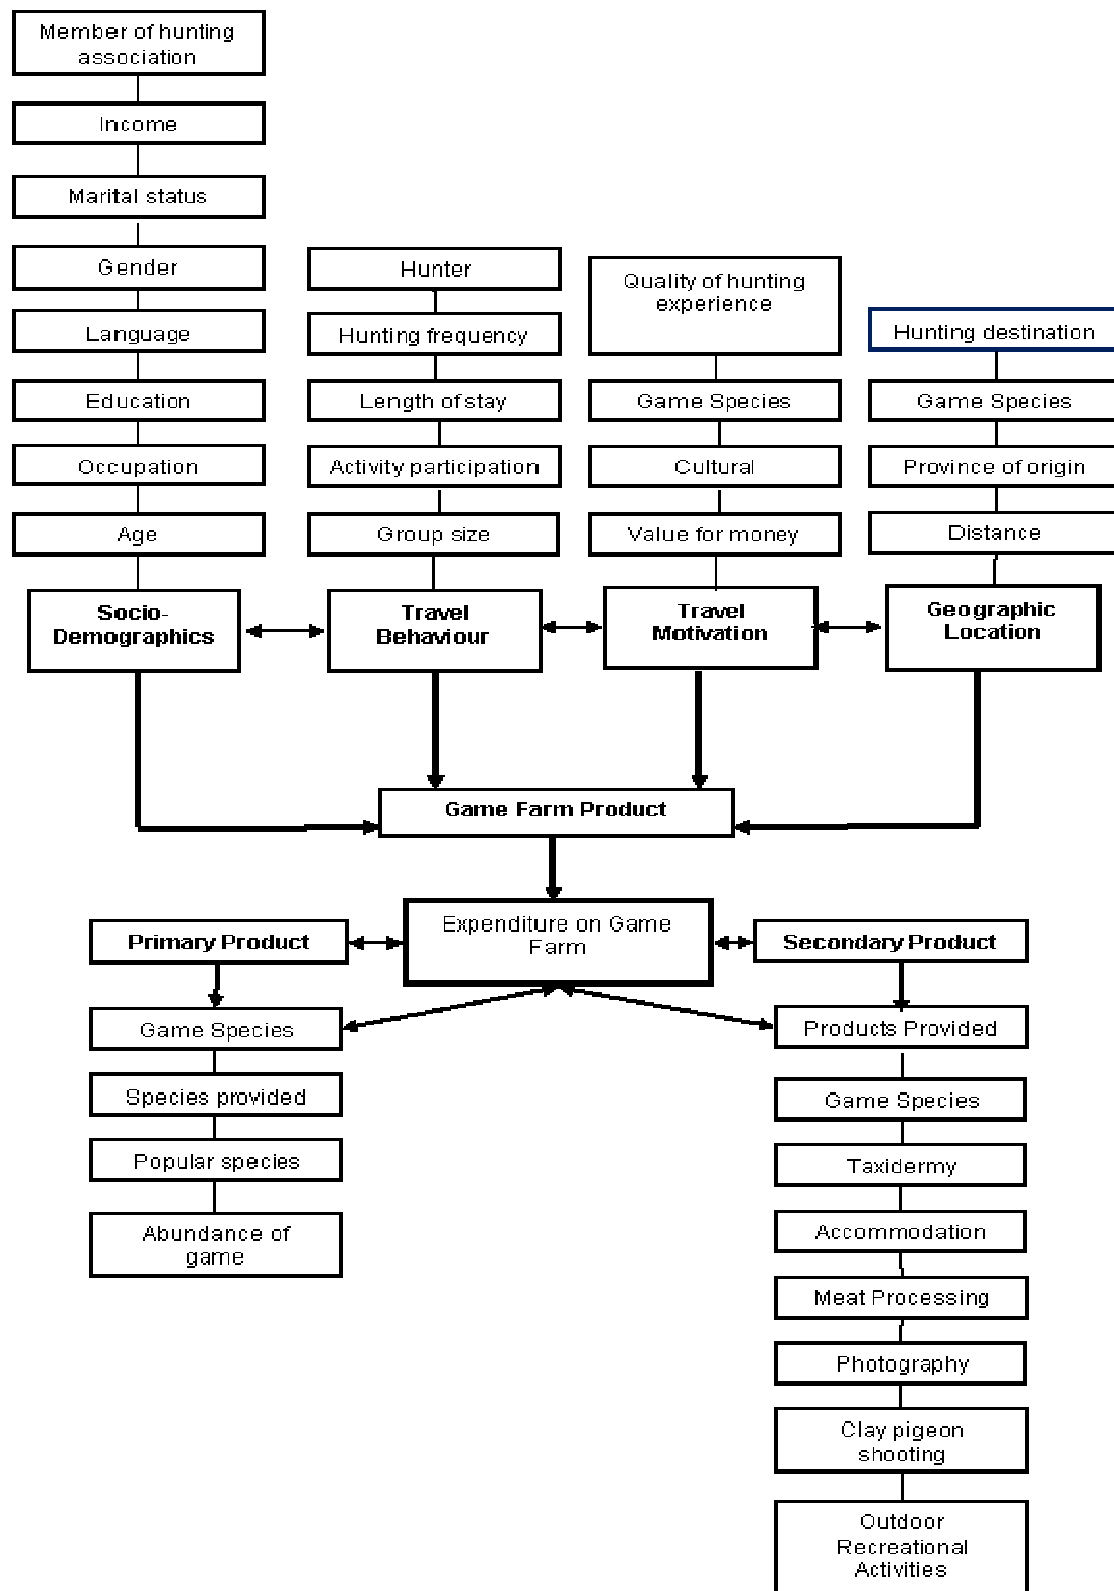 Member of hunting
association
Income
Marital status
Gender
Language
Education
Occupation
Age
Socio-
Demographics
Hunter
Hunting frequency
Length of stay
Activity participation
Group size
Travel
Behaviour
Quality of hunting
experience
Game Species
Cultural
Value for money
Travel
Motivation
Hunting destination
Game Species
Province of origin
Distance
Geographic
Location
Game Farm Product
Expenditure on Game
Farm
Primary Product
Game Species
Species provided
Popular species
Abundance of
game
Secondary Product
Products Provided
Game Species
Taxidermy
Accommodation
Meat Processing
Photography
Clay pigeon
shooting
Outdoor
Recreational
Activities